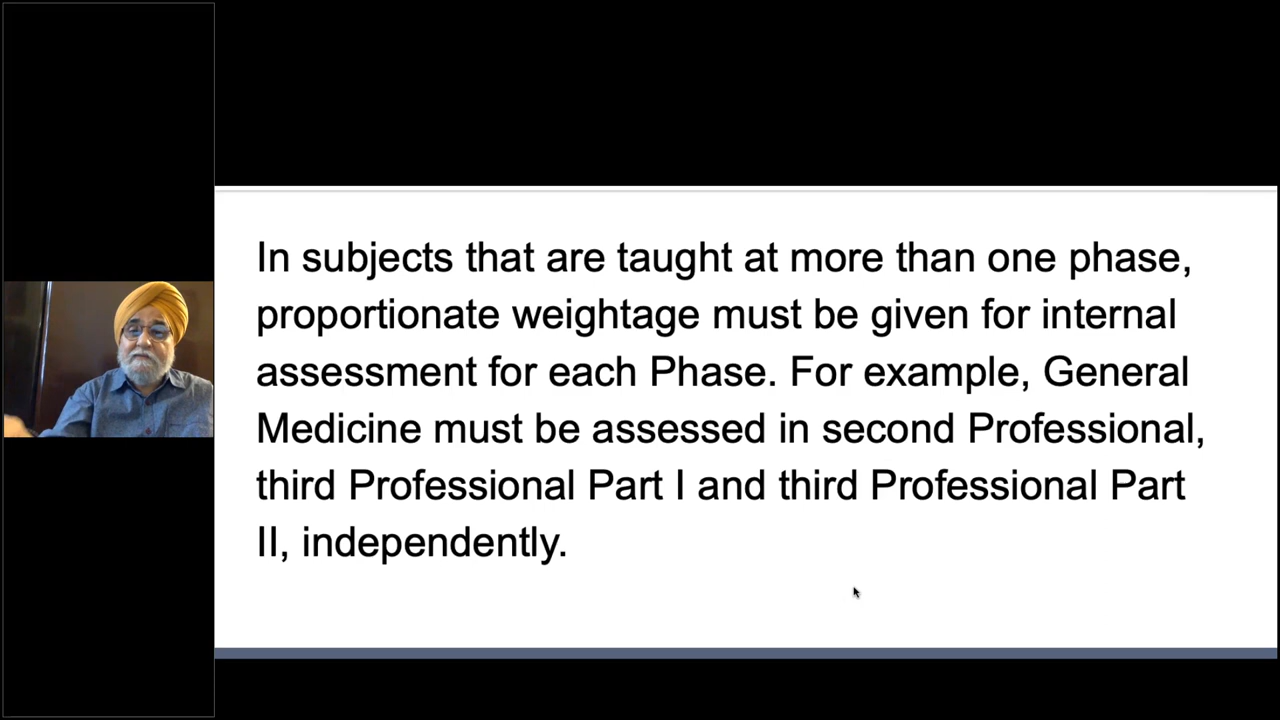 In subjects that are taught at more than one phase,
proportionate weightage must be given for internal
assessment for each Phase. For example, General
Medicine must be assessed in second Professional,
third Professional Part I and third Professional Part
II, independently.